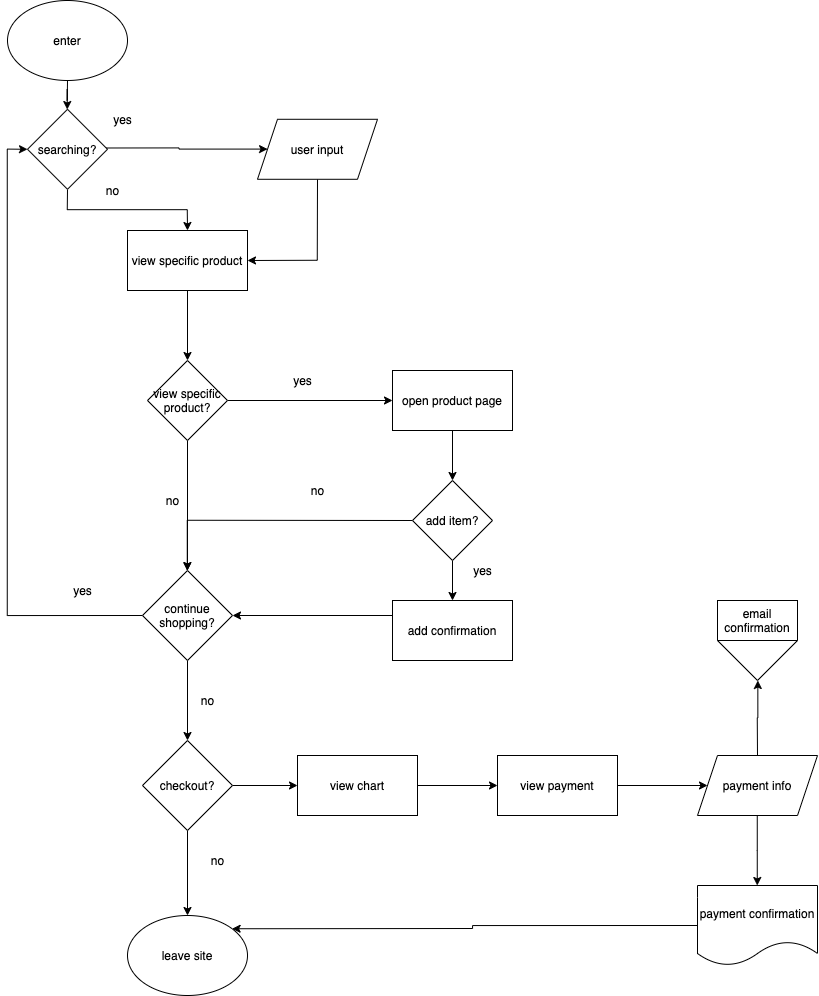 enter
yes
searching?
user input
no
view specific product
view specific
product?
yes
open product page
no
no
add item?
yes
yes
continue
shopping?
add confirmation
email
confirmation
no
checkout?
view chart
view payment
payment info
no
payment confirmation
leave site